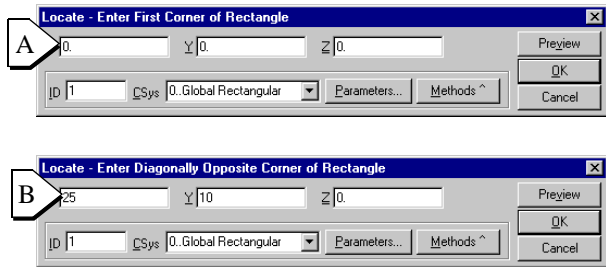 Locate - Enter First Corner of Rectangle
A 0. Y 0. Z 0. Preview
OK
ID 1 CSys 0..Global Rectangular Parameters... Methods ^ Cancel
Locate - Enter Diagonally Opposite Corner of Rectangle
B 25 Y 10 Z 0. Preview
OK
ID 1 CSys 0..Global Rectangular Parameters... Methods ^ Cancel